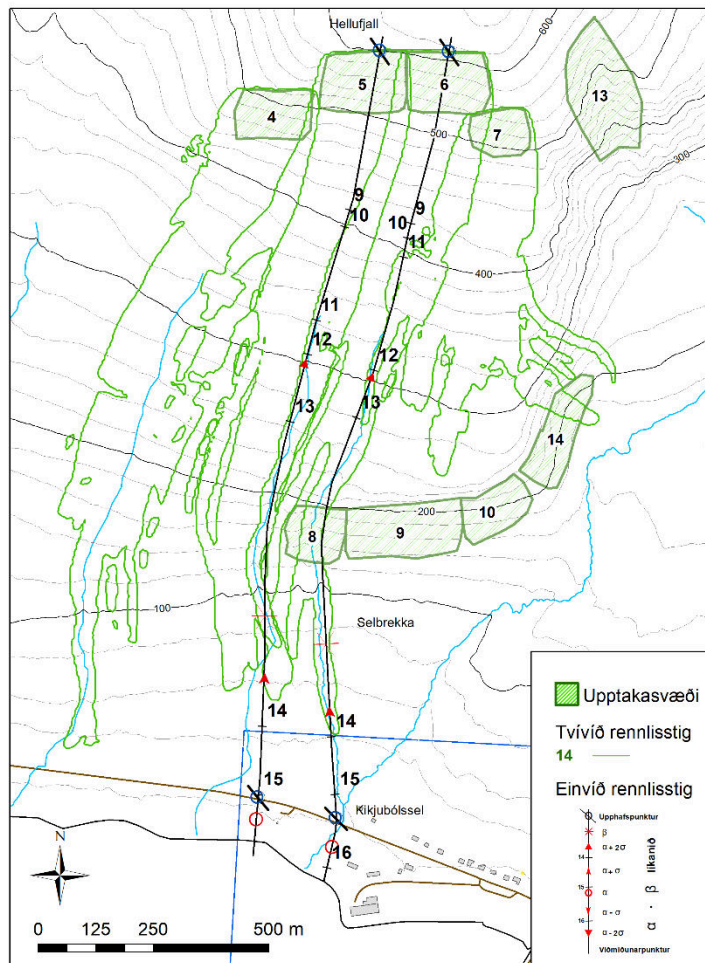 Hellufjall
600
5
6
13
4
7
500
300
9
10
9
10
11
400
11
12
12
13
13
14
200
10
9
8
100
Selbrekka
14
14
15
15
Kikjubólssel
16
N
0 125 250 500 m
Upptakasvæði
Tvívíð rennlisstig
14
Einvíð rennlisstig
Upphafspunktur
β
α + 2σ
14
α + σ
15
α
α - σ
16
α - 2σ
Viðmiðunarpunktur
α - β líkanið